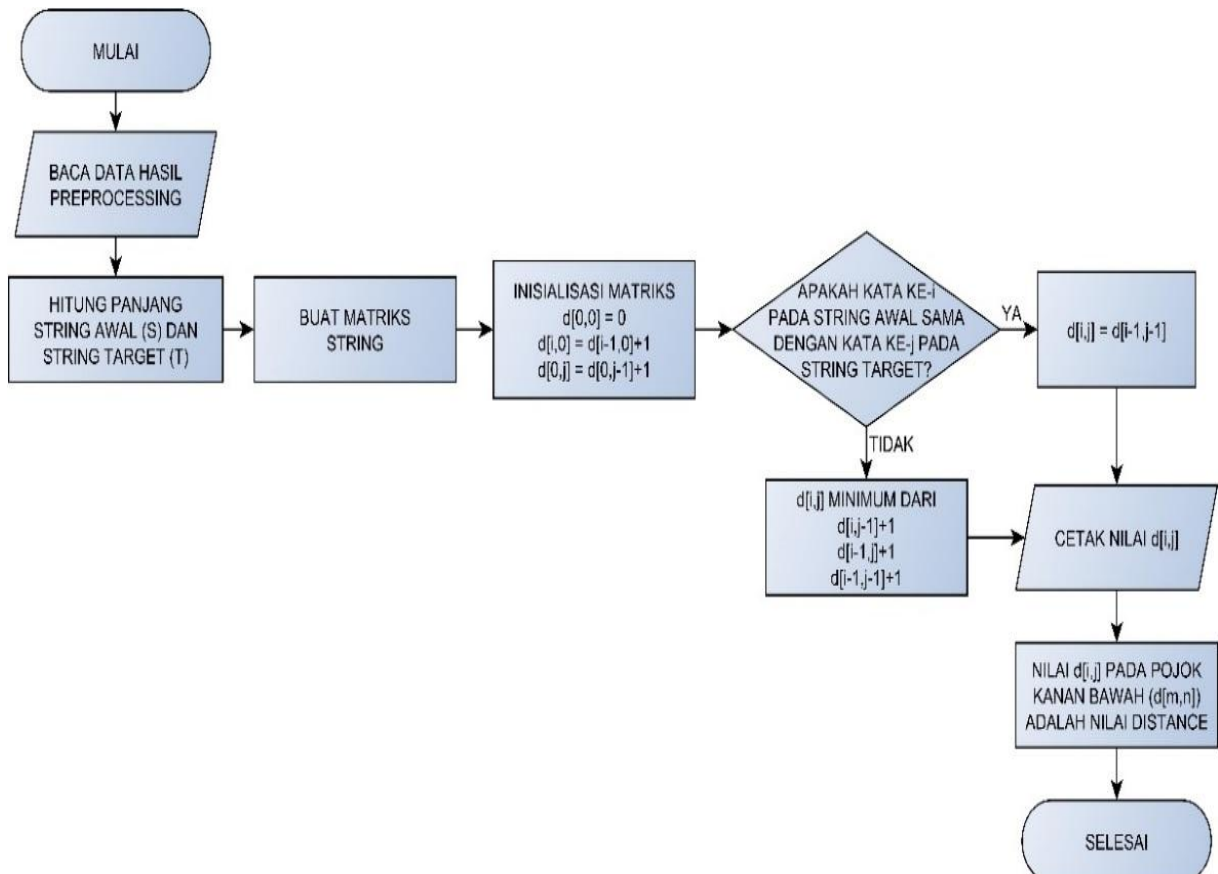 MULAI
BACA DATA HASIL
PREPROCESSING
HITUNG PANJANG
STRING AWAL (S) DAN
STRING TARGET (T)
BUAT MATRIKS
STRING
INISIALISASI MATRIKS
d[0,0] = 0
d[i,0] = d[i-1,0]+1
d[0,j] = d[0,j-1]+1
APAKAH KATA KE-i
PADA STRING AWAL SAMA
DENGAN KATA KE-j PADA
STRING TARGET?
YA
d[i,j] = d[i-1,j-1]
TIDAK
d[i,j] MINIMUM DARI
d[i,j-1]+1
d[i-1,j]+1
d[i-1,j-1]+1
CETAK NILAI d[i,j]
NILAI d[i,j] PADA POJOK
KANAN BAWAH (d[m,n])
ADALAH NILAI DISTANCE
SELESAI